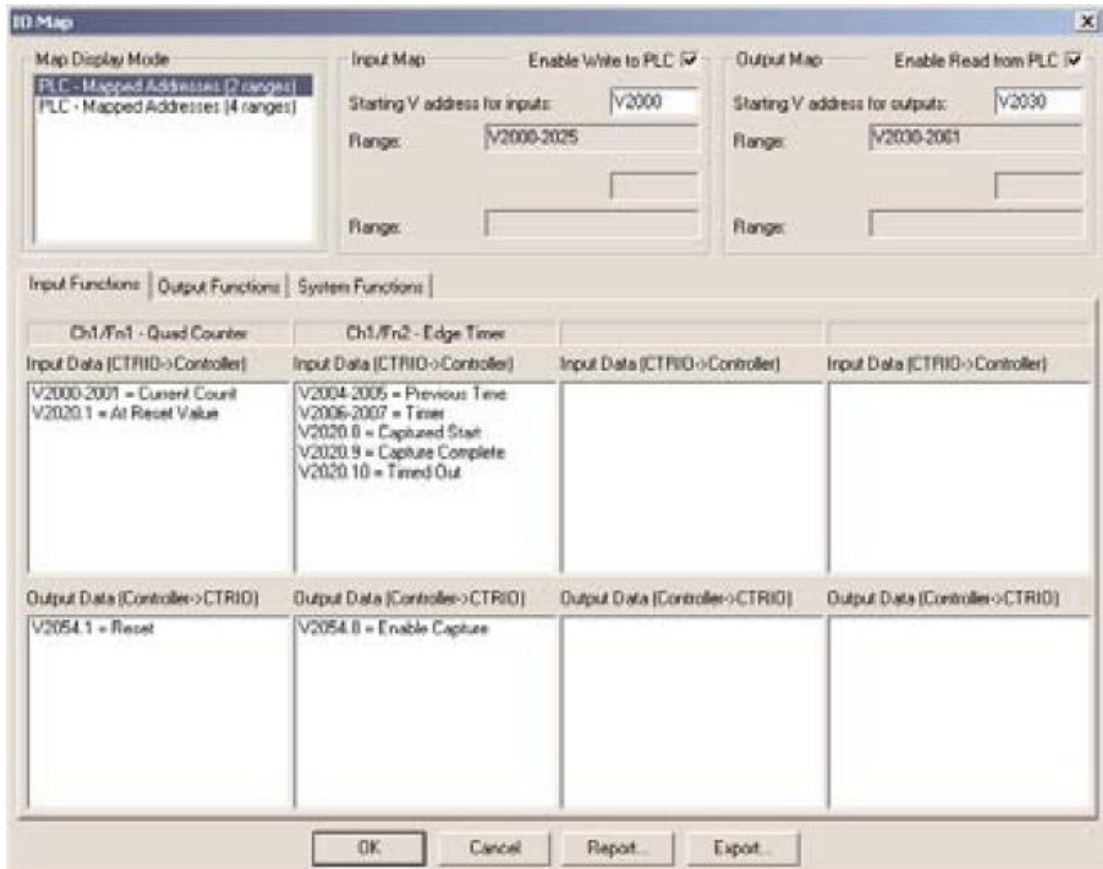 IO Map
Map Display Mode
PLC - Mapped Addresses (2 ranges)
PLC - Mapped Addresses (4 ranges)
Input Map
Enable Write to PLC
Starting V address for inputs:
V2000
Range:
V2000-2025
Range:
Output Map
Enable Read from PLC
Starting V address for outputs:
V2030
Range:
V2030-2061
Range:
Input Functions
Output Functions
System Functions
Ch1/Fn1 - Quad Counter
Ch1/Fn2 - Edge Timer
Input Data (CTRIO->Controller)
Input Data (CTRIO->Controller)
Input Data (CTRIO->Controller)
Input Data (CTRIO->Controller)
V2000-2001 = Current Count
V2020.1 = At Reset Value
V2004-2005 = Previous Time
V2006-2007 = Timer
V2020.8 = Captured Start
V2020.9 = Capture Complete
V2020.10 = Timed Out
Output Data (Controller->CTRIO)
Output Data (Controller->CTRIO)
Output Data (Controller->CTRIO)
Output Data (Controller->CTRIO)
V2054.1 = Reset
V2054.8 = Enable Capture
OK
Cancel
Report...
Export...